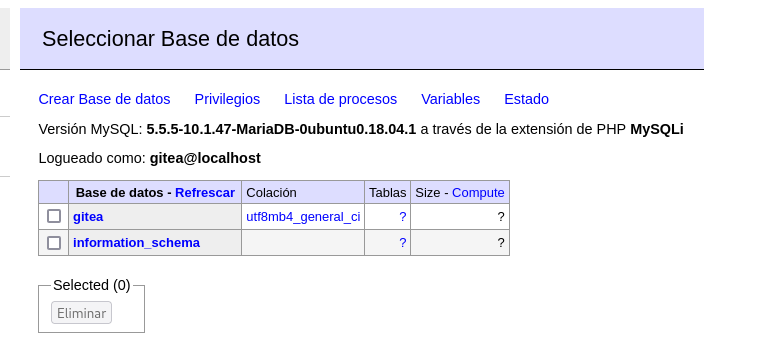 Seleccionar Base de datos
Crear Base de datos Privilegios Lista de procesos Variables Estado
Versión MySQL: 5.5.5-10.1.47-MariaDB-0ubuntu0.18.04.1 a través de la extensión de PHP MySQLi
Logueado como: gitea@localhost
Base de datos - Refrescar Colación Tablas Size - Compute
gitea utf8mb4_general_ci ? ?
information_schema ? ?
Selected (0)
Eliminar